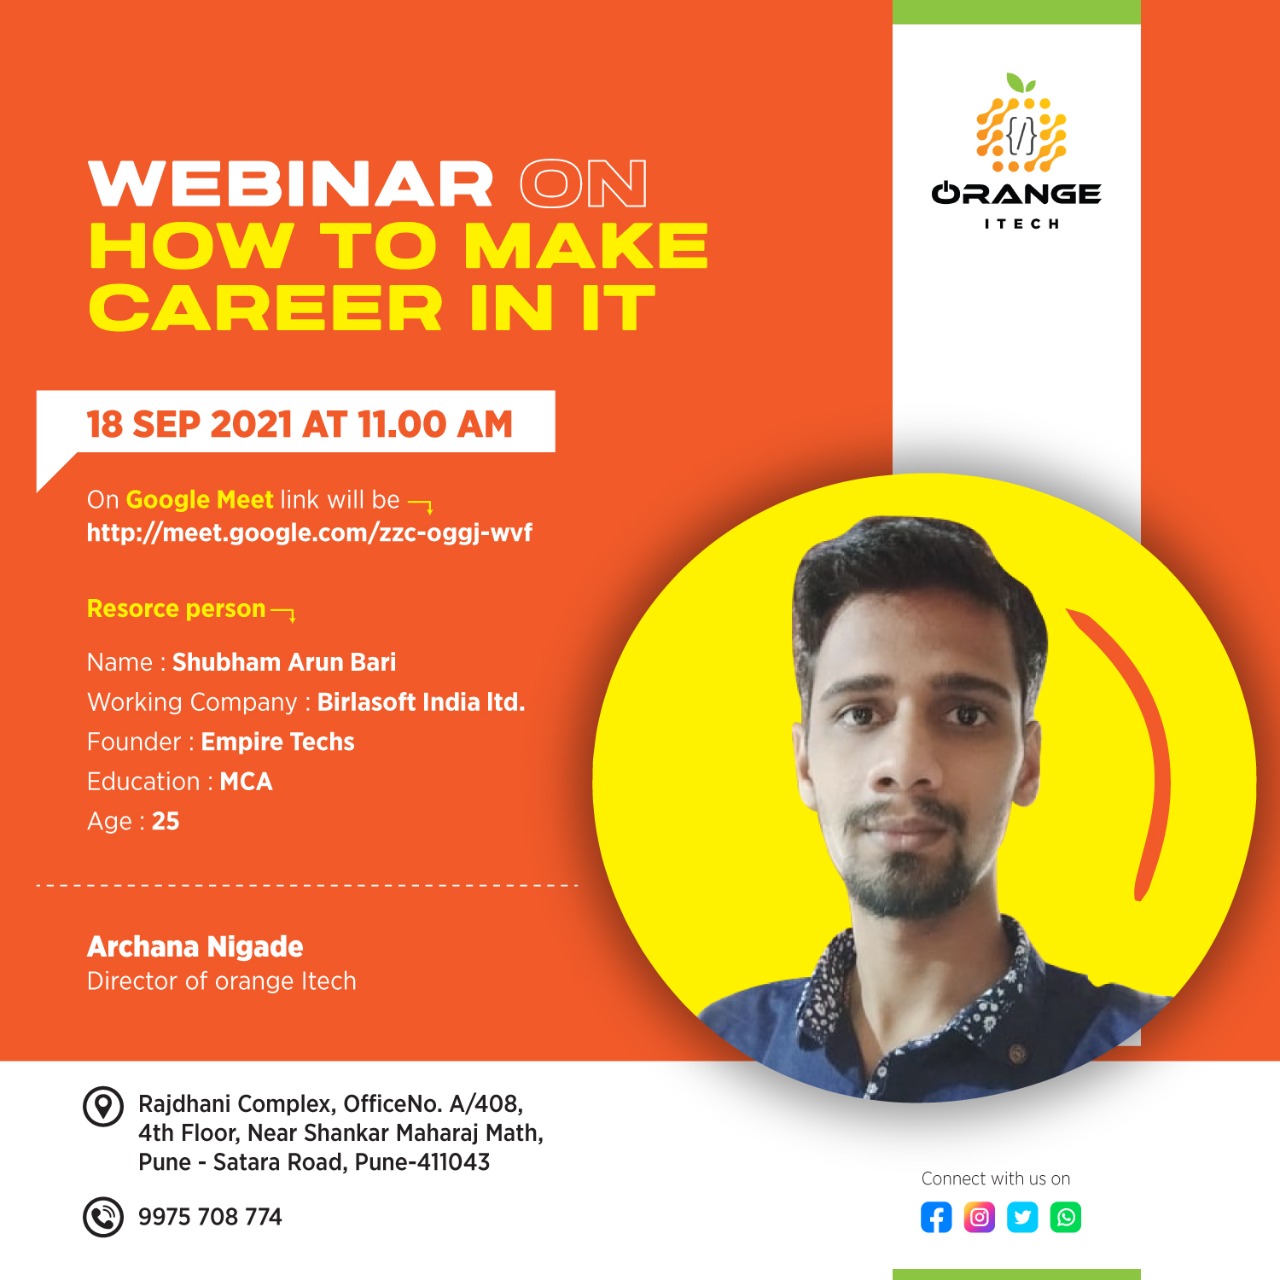 ORANGE
ITECH
WEBINAR ON
HOW TO MAKE
CAREER IN IT
18 SEP 2021 AT 11.00 AM
On Google Meet link will be
http://meet.google.com/zzc-oggj-wvf
Resorce person
Name : Shubham Arun Bari
Working Company : Birlasoft India ltd.
Founder : Empire Techs
Education : MCA
Age : 25
Archana Nigade
Director of orange Itech
Rajdhani Complex, OfficeNo. A/408,
4th Floor, Near Shankar Maharaj Math,
Pune - Satara Road, Pune-411043
9975 708 774
Connect with us on